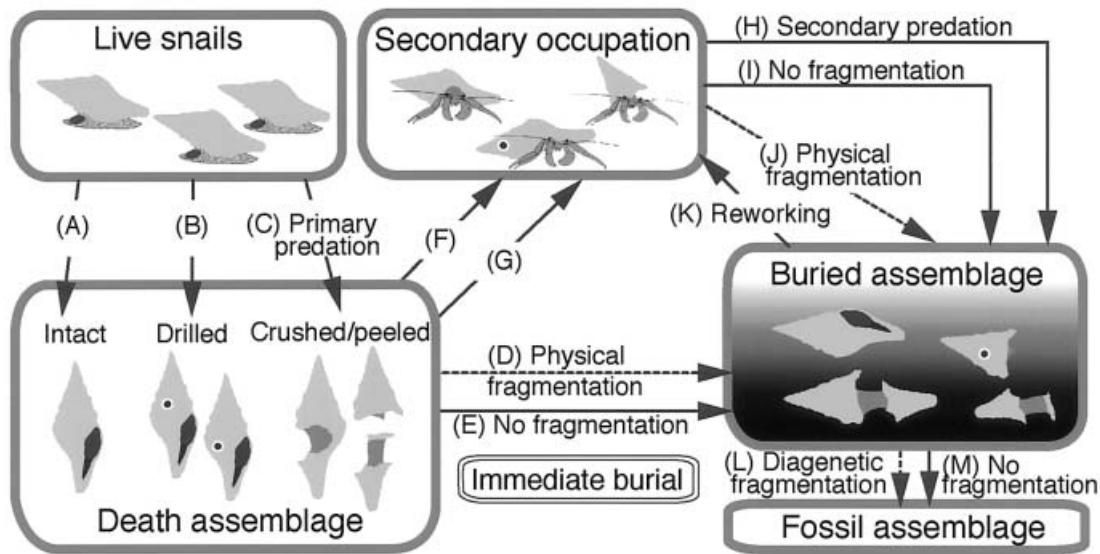 Live snails
Secondary occupation
(H) Secondary predation
(I) No fragmentation
(J) Physical
fragmentation
(K) Reworking
(A)
(B)
(C) Primary
predation
(F)
(G)
Buried assemblage
Intact
Drilled
Crushed/peeled
(D) Physical
fragmentation
(E) No fragmentation
Immediate burial
Death assemblage
(L) Diagenetic
fragmentation
(M) No
fragmentation
Fossil assemblage